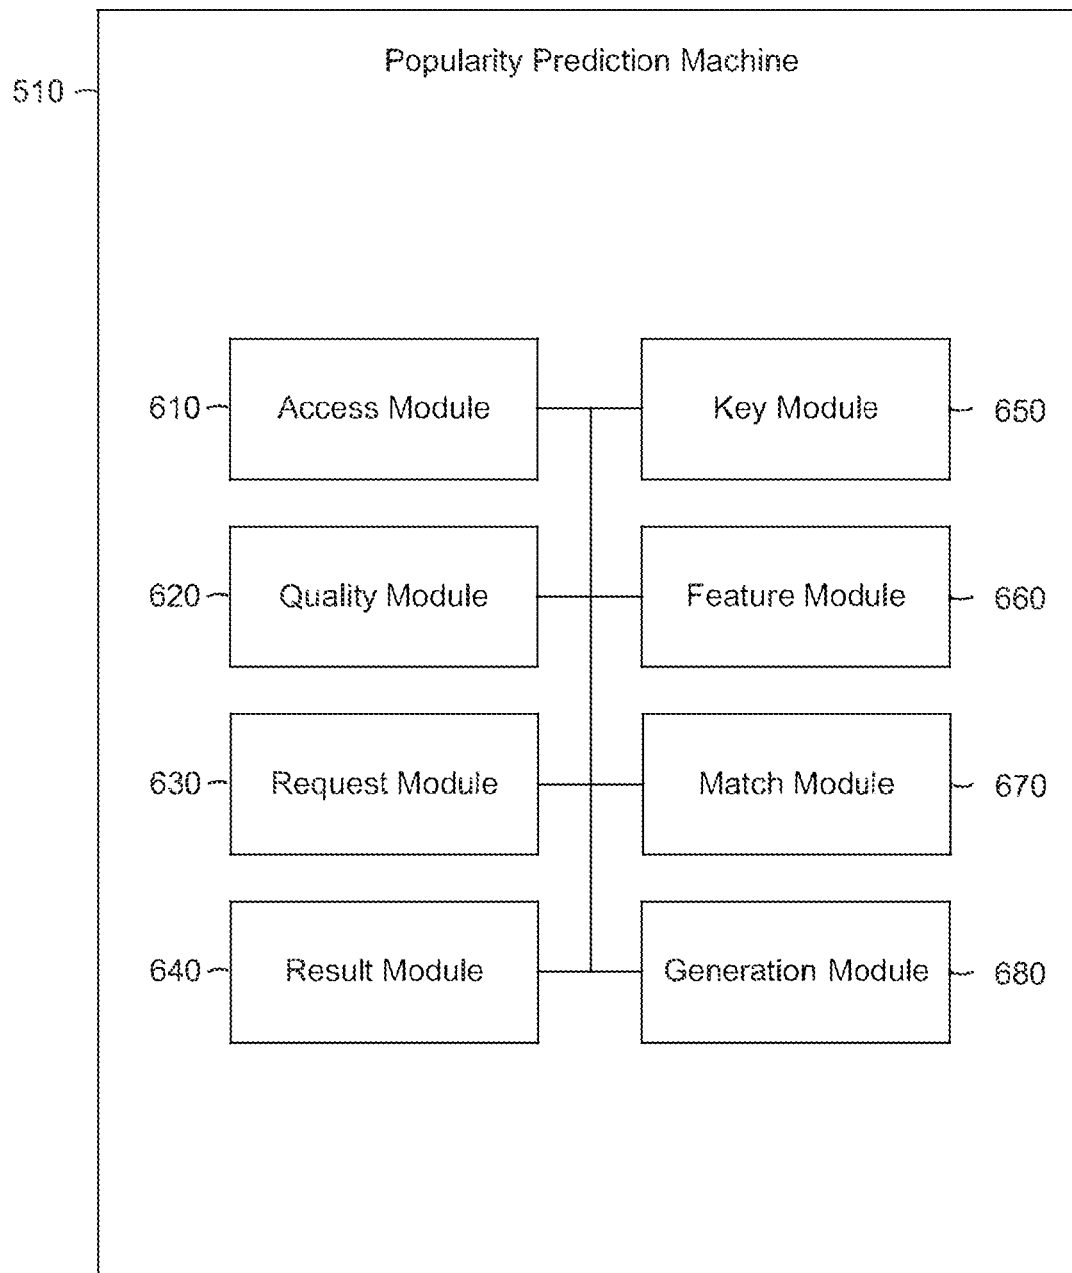 Popularity Prediction Machine
510
610 Access Module Key Module 650
620 Quality Module Feature Module 660
630 Request Module Match Module 670
640 Result Module Generation Module 680